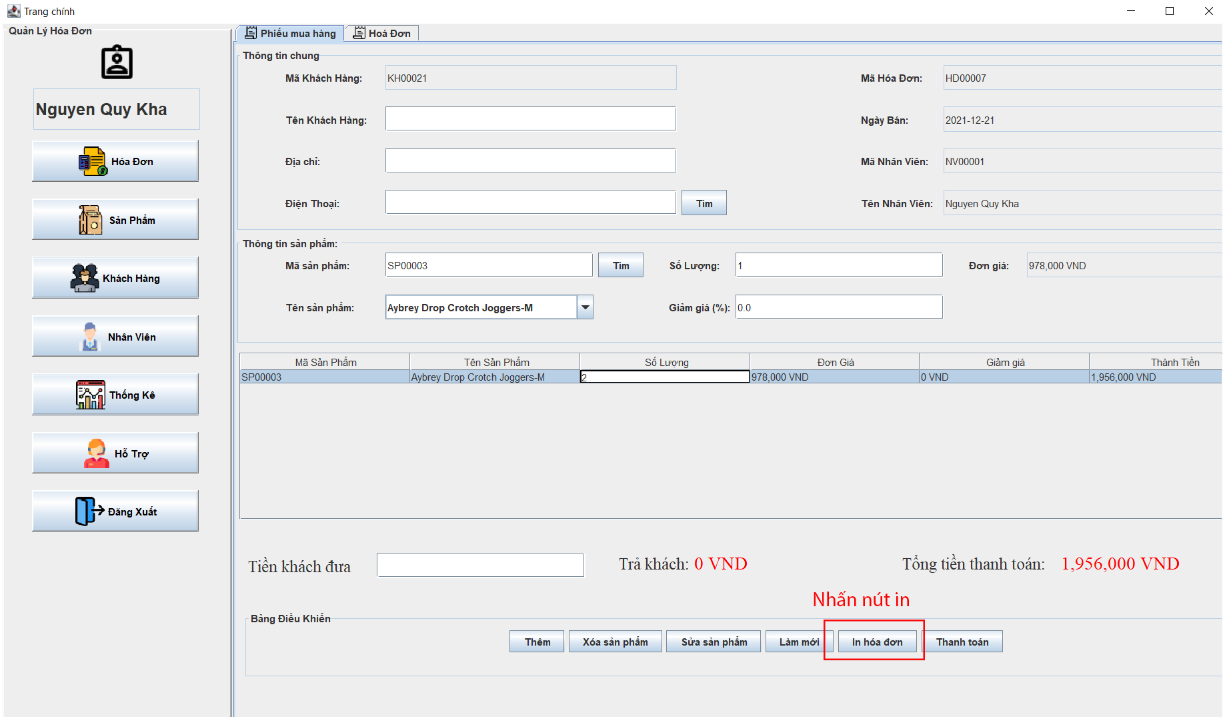 Trang chính
Quản Lý Hóa Đơn
Nguyen Quy Kha
Hóa Đơn
Sản Phẩm
Khách Hàng
Nhân Viên
Thống Kê
Hỗ Trợ
Đăng Xuất
Phiếu mua hàng Hoá Đơn
Thông tin chung
Mã Khách Hàng: KH00021 Mã Hóa Đơn: HD00007
Tên Khách Hàng: Ngày Bán: 2021-12-21
Địa chỉ: Mã Nhân Viên: NV00001
Điện Thoại: Tìm Tên Nhân Viên: Nguyen Quy Kha
Thông tin sản phẩm:
Mã sản phẩm: SP00003 Tìm Số Lượng: 1 Đơn giá: 978,000 VND
Tên sản phẩm: Aybrey Drop Crotch Joggers-M Giảm giá (%): 0.0
Mã Sản Phẩm Tên Sản Phẩm Số Lượng Đơn Giá Giảm giá Thành Tiền
SP00003 Aybrey Drop Crotch Joggers-M 2 978,000 VND 0 VND 1,956,000 VND
Tiền khách đưa Trả khách: 0 VND Tổng tiền thanh toán: 1,956,000 VND
Nhấn nút in
Bảng Điều Khiển
Thêm Xóa sản phẩm Sửa sản phẩm Làm mới In hóa đơn Thanh toán